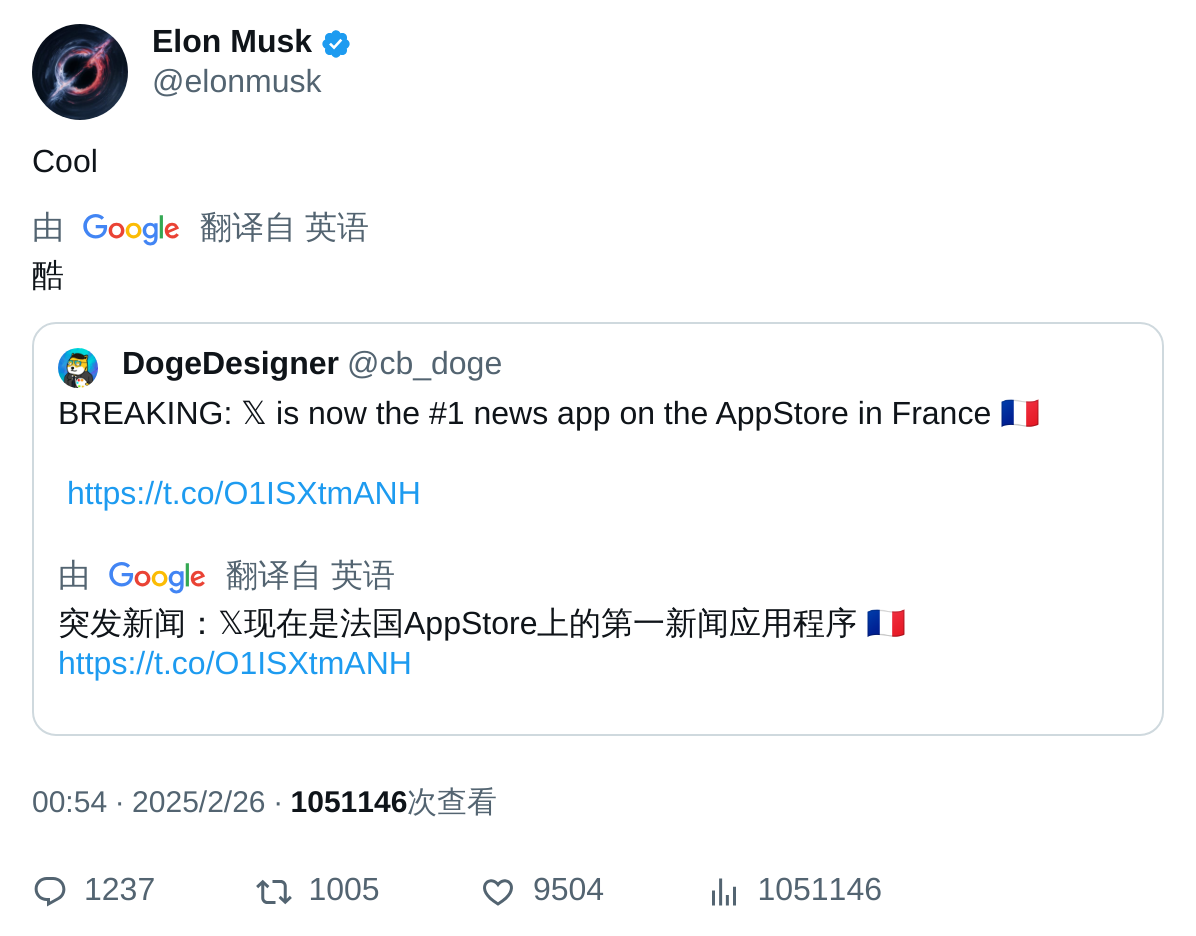 Elon Musk
@elonmusk
Cool
由 Google 翻译自 英语
酷
DogeDesigner @cb_doge
BREAKING: 𝕏 is now the #1 news app on the AppStore in France 🇫🇷
https://t.co/O1ISXtmANH
由 Google 翻译自 英语
突发新闻：𝕏现在是法国AppStore上的第一新闻应用程序 🇫🇷
https://t.co/O1ISXtmANH
00:54 · 2025/2/26 · 1051146次查看
1237 1005 9504 1051146